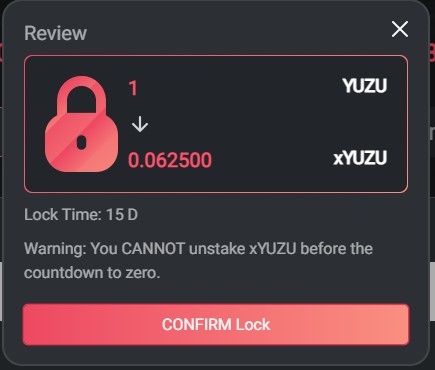 Review
1 YUZU
0.062500 xYUZU
Lock Time: 15 D
Warning: You CANNOT unstake xYUZU before the
countdown to zero.
CONFIRM Lock